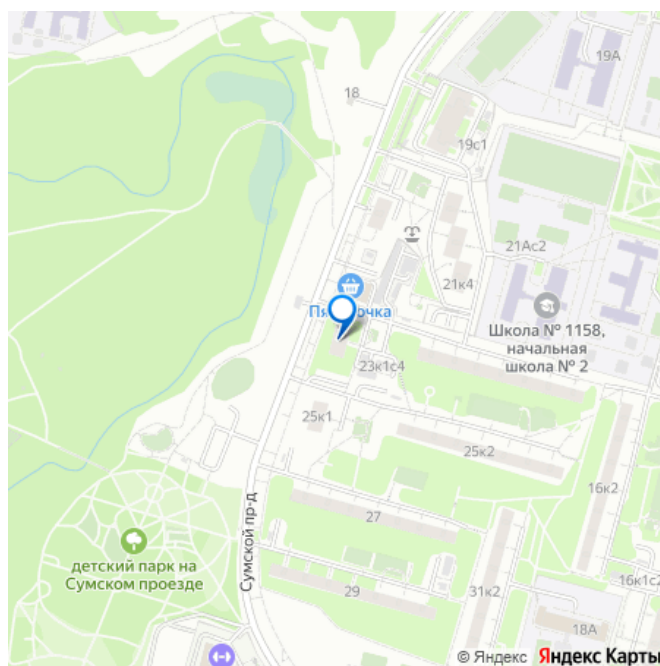 19А
18
19с1
21Ас2
21к4
Школа № 1158,
начальная
школа № 2
23к1с4
25к1
25к2
16к2
Сумской пр-д
27
детский парк на
Сумском проезде
29
31к2
16к1с2
18А
© Яндекс Яндекс Карты